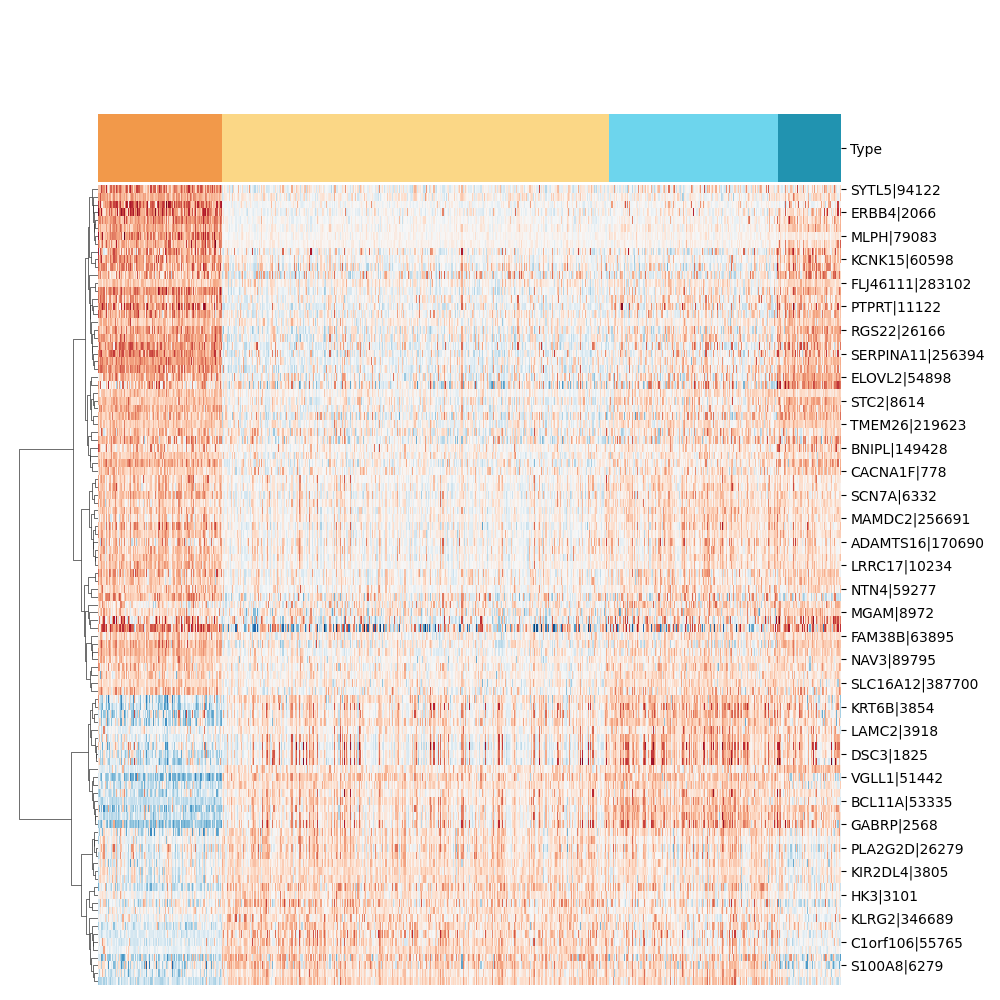 Type
SYTL5|94122
ERBB4|2066
MLPH|79083
KCNK15|60598
FLJ46111|283102
PTPRT|11122
RGS22|26166
SERPINA11|256394
ELOVL2|54898
STC2|8614
TMEM26|219623
BNIPL|149428
CACNA1F|778
SCN7A|6332
MAMDC2|256691
ADAMTS16|170690
LRRC17|10234
NTN4|59277
MGAM|8972
FAM38B|63895
NAV3|89795
SLC16A12|387700
KRT6B|3854
LAMC2|3918
DSC3|1825
VGLL1|51442
BCL11A|53335
GABRP|2568
PLA2G2D|26279
KIR2DL4|3805
HK3|3101
KLRG2|346689
C1orf106|55765
S100A8|6279